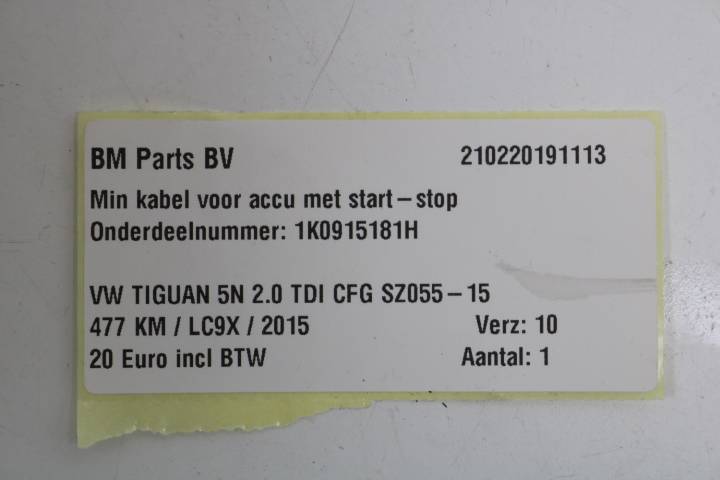 BM Parts BV 210220191113
Min kabel voor accu met start-stop
Onderdeelnummer: 1K0915181H
VW TIGUAN 5N 2.0 TDI CFG SZ055-15
477 KM / LC9X / 2015 Verz: 10
20 Euro incl BTW Aantal: 1